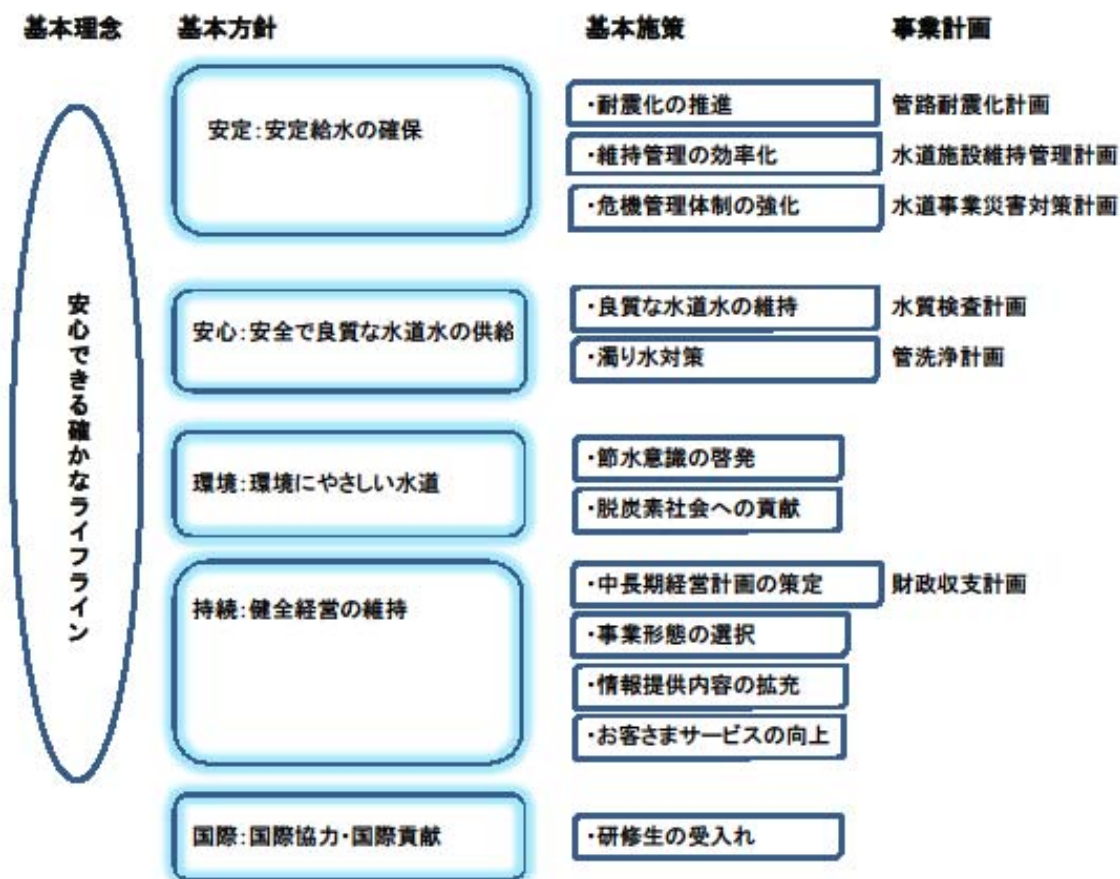 基本理念 基本方針 基本施策 事業計画
安心できる確かなライフライン
安定:安定給水の確保
・耐震化の推進 管路耐震化計画
・維持管理の効率化 水道施設維持管理計画
・危機管理体制の強化 水道事業災害対策計画
安心:安全で良質な水道水の供給
・良質な水道水の維持 水質検査計画
・濁り水対策 管洗浄計画
環境:環境にやさしい水道
・節水意識の啓発
・脱炭素社会への貢献
持続:健全経営の維持
・中長期経営計画の策定 財政収支計画
・事業形態の選択
・情報提供内容の拡充
・お客さまサービスの向上
国際:国際協力・国際貢献
・研修生の受入れ